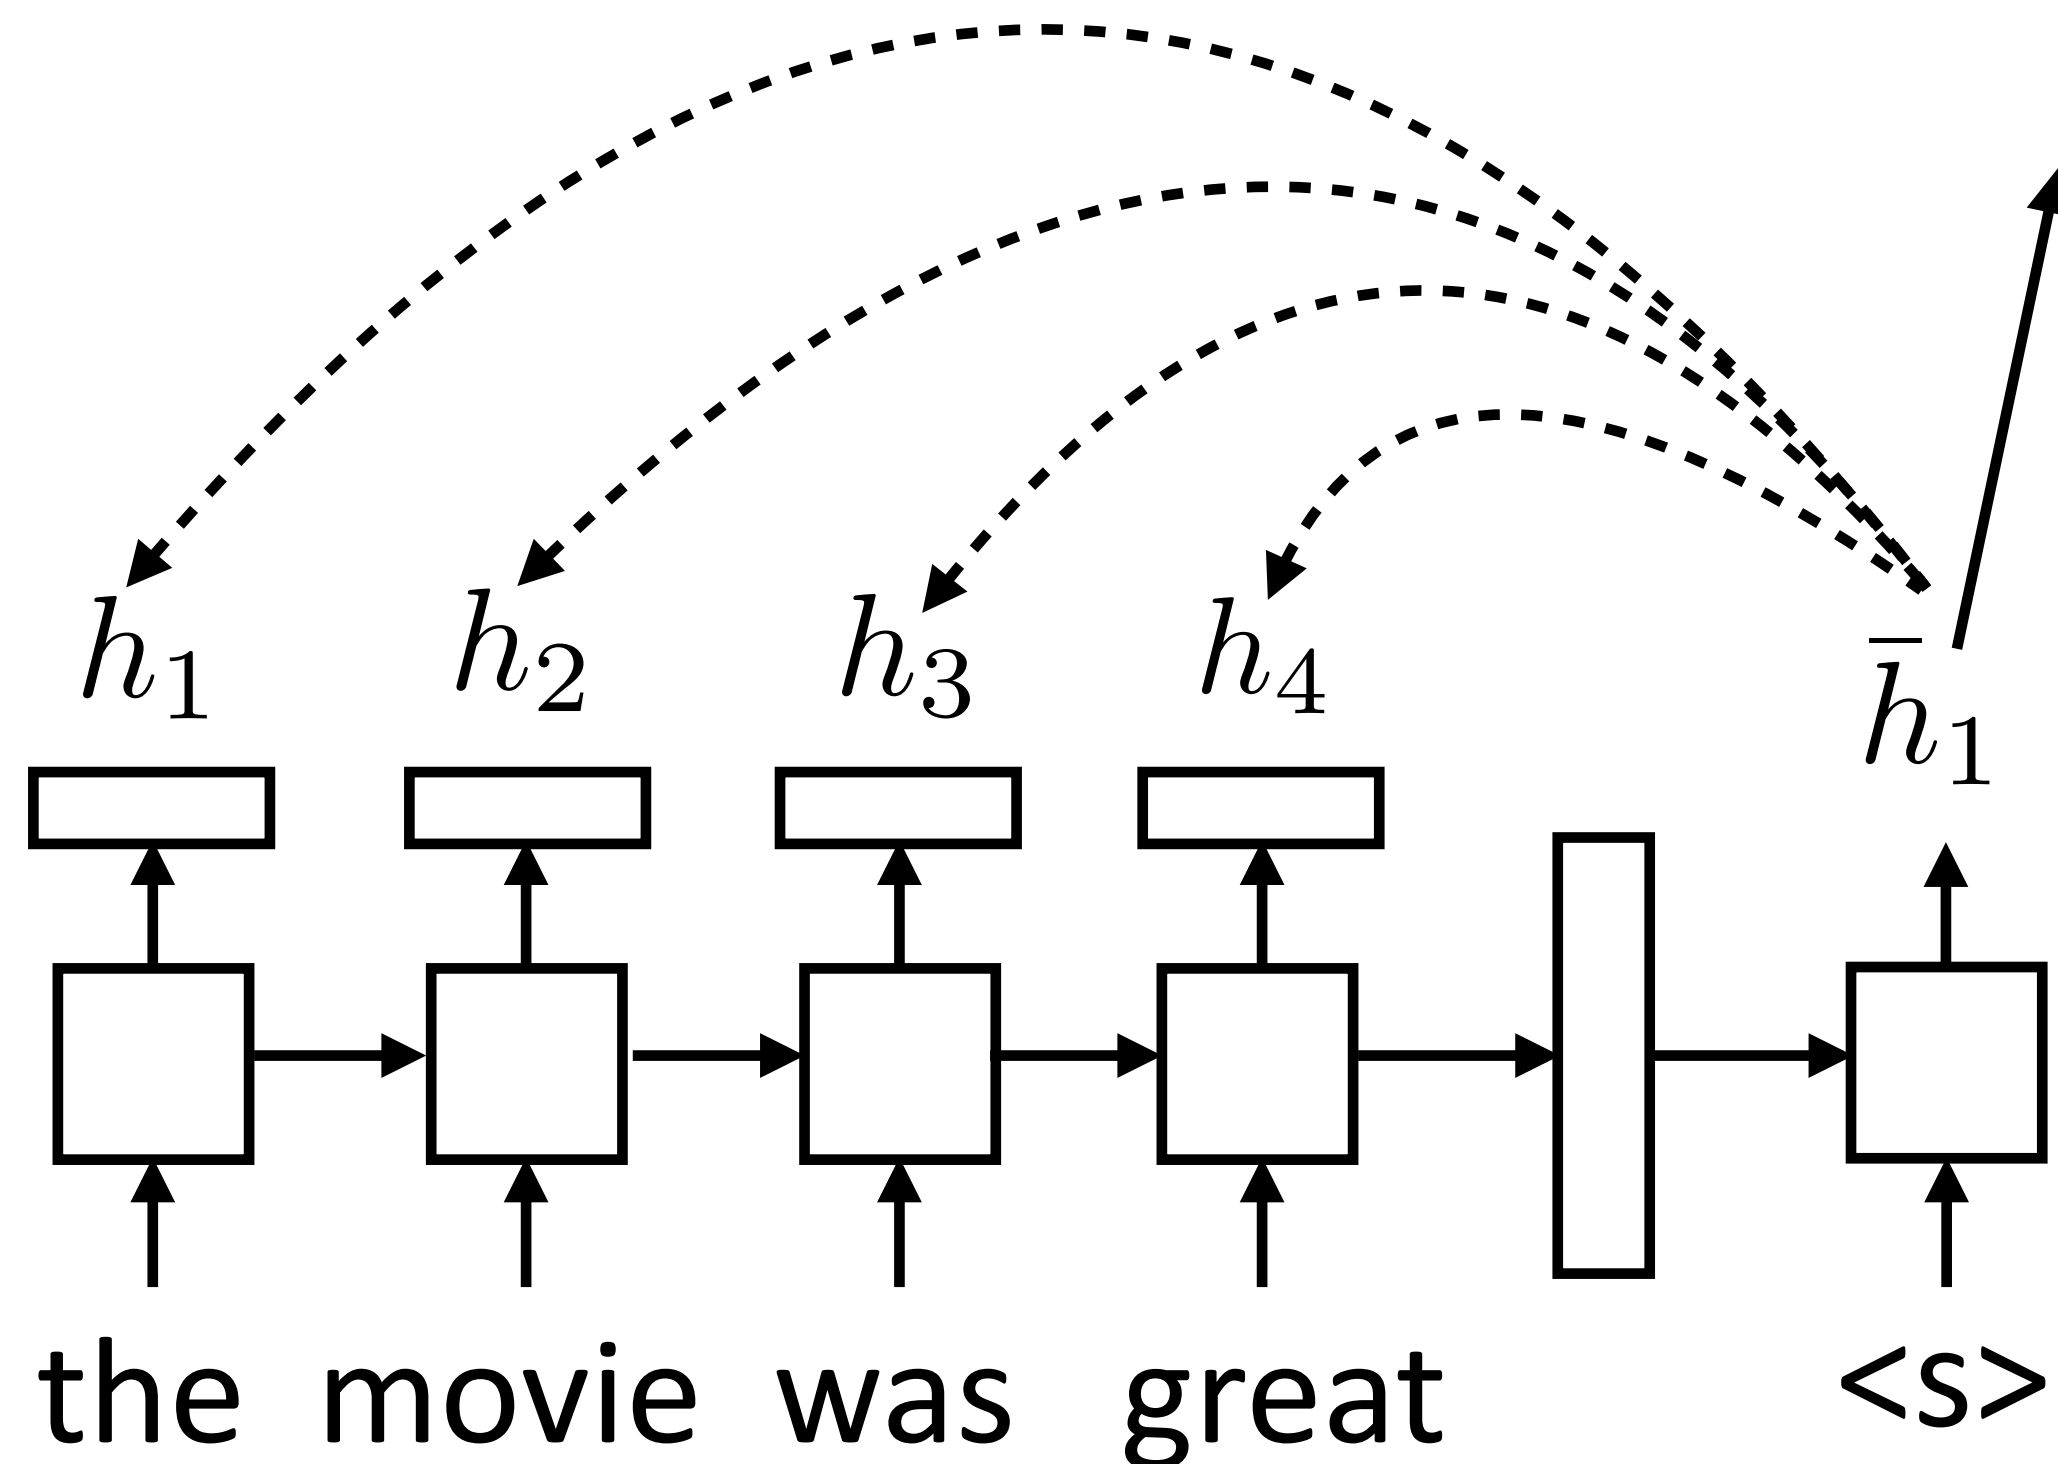 h₁ h₂ h₃ h₄ h̄₁
the movie was great <s>